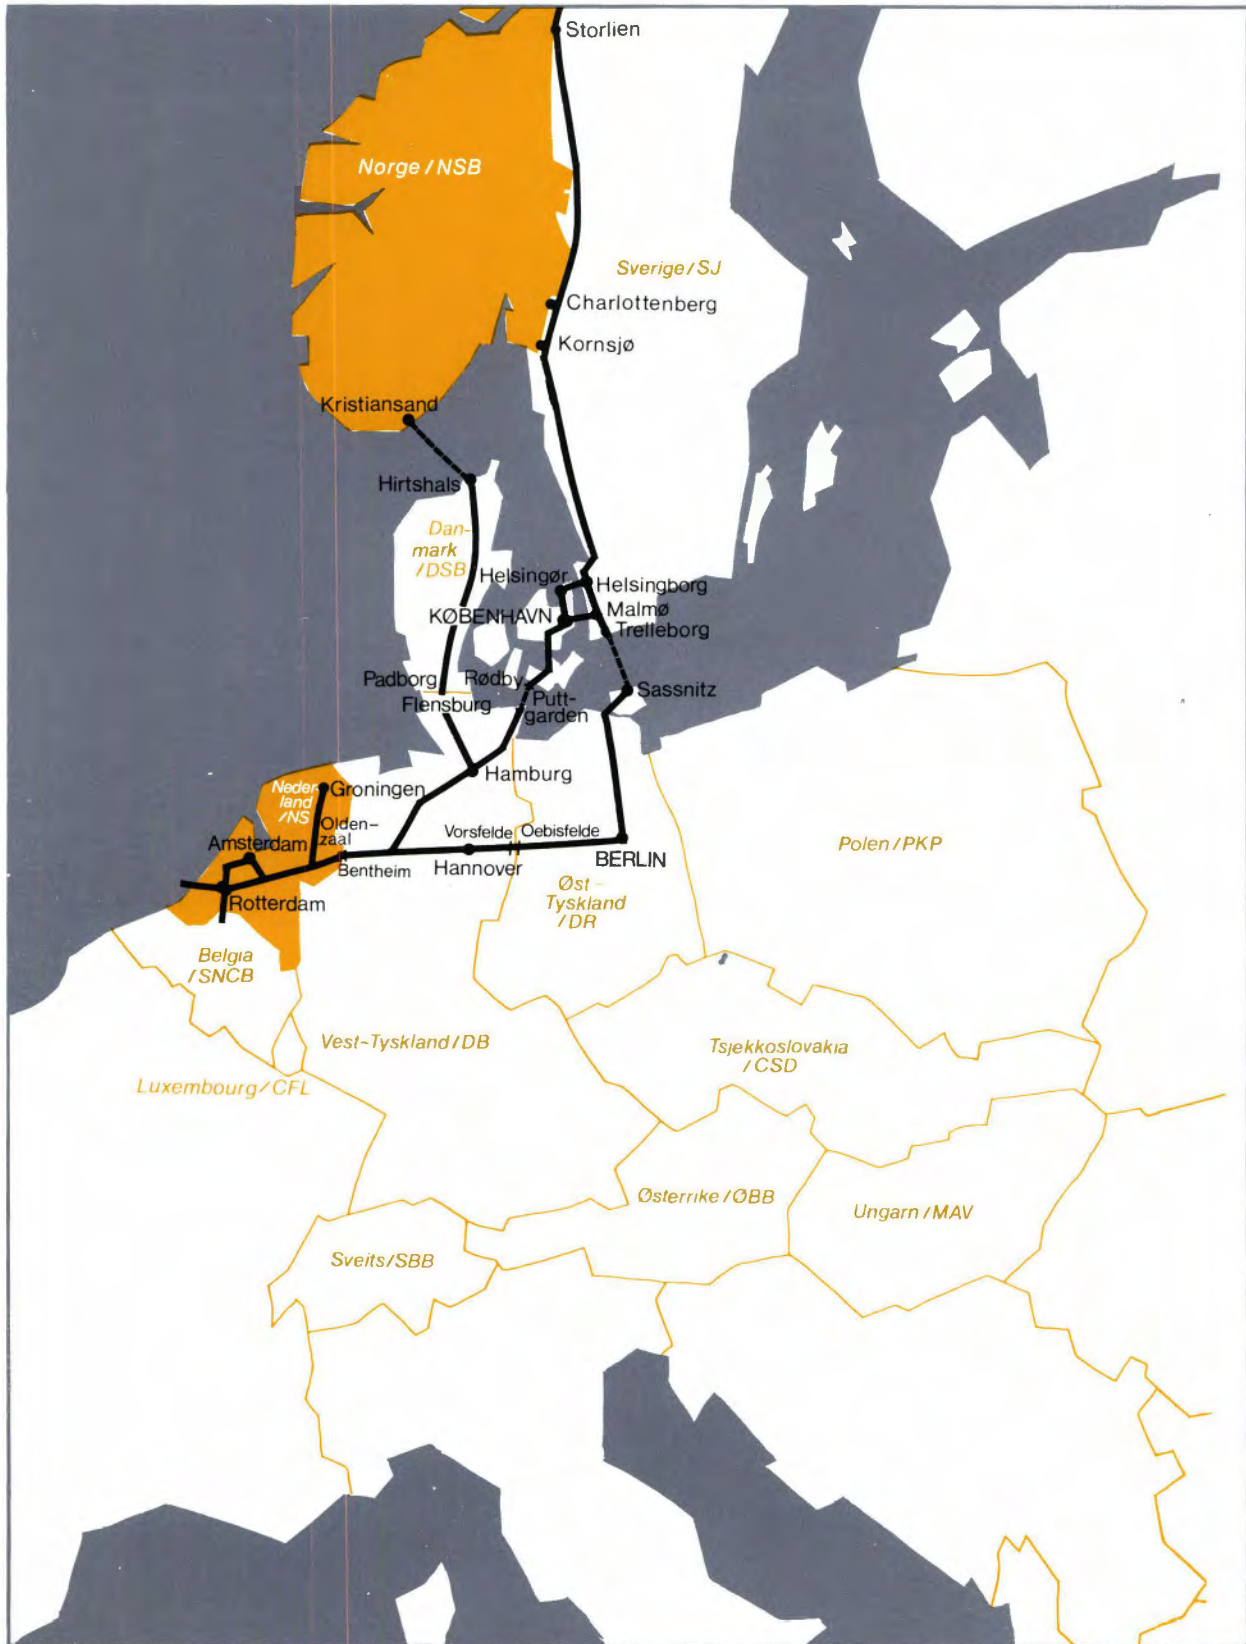 Storlien
Norge/NSB
Sverige/SJ
Charlottenberg
Kornsjø
Kristiansand
Hirtshals
Dan-
mark
/DSB
Helsingør
Helsingborg
KØBENHAVN
Malmø
Trelleborg
Padborg
Rødby
Sassnitz
Flensburg
Putt-
garden
Hamburg
Neder-
land
/NS
Groningen
Olden-
zaal
Amsterdam
Vorsfelde
Oebisfelde
Bentheim
Hannover
BERLIN
Polen/PKP
Rotterdam
Øst-
Tyskland
/DR
Belgia
/SNCB
Vest-Tyskland/DB
Tsjekkoslovakia
/CSD
Luxembourg/CFL
Østerrike/ØBB
Ungarn/MAV
Sveits/SBB